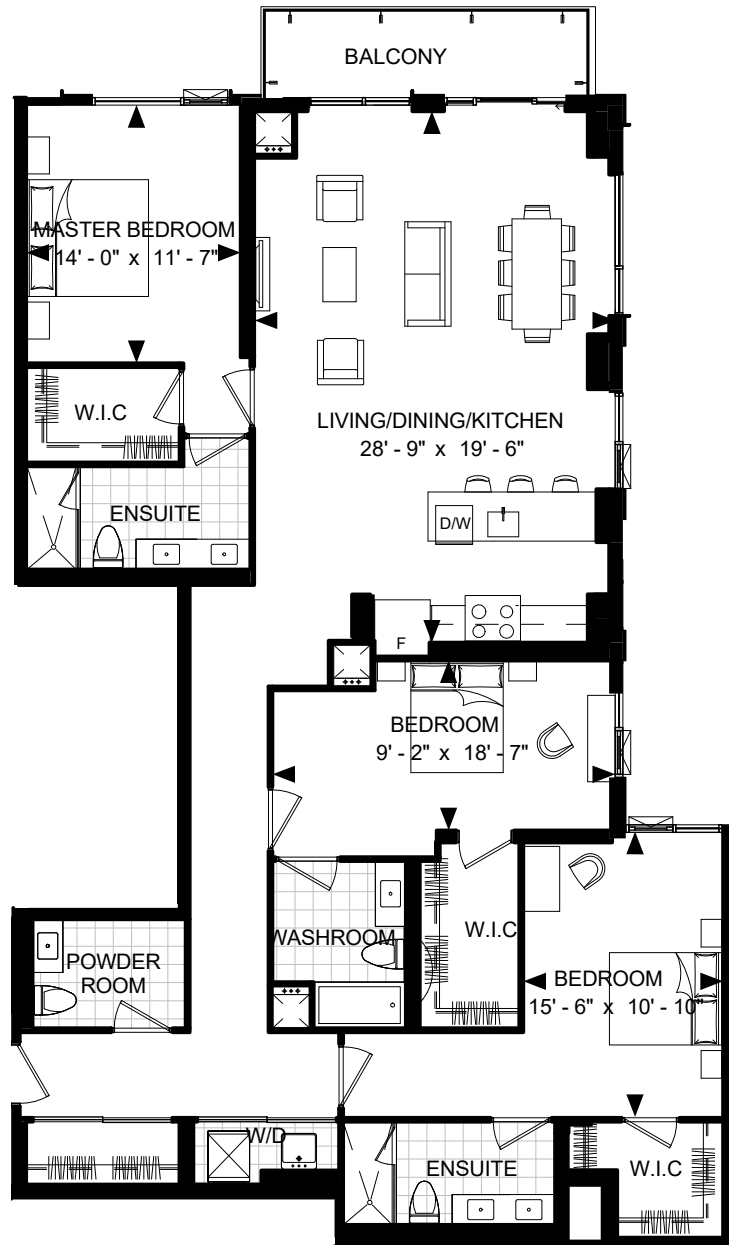 BALCONY
MASTER BEDROOM
14' - 0" x 11' - 7"
W.I.C
LIVING/DINING/KITCHEN
28' - 9" x 19' - 6"
ENSUITE
D/W
F
BEDROOM
9' - 2" x 18' - 7"
WASHROOM
W.I.C
POWDER
ROOM
BEDROOM
15' - 6" x 10' - 10"
W/D
ENSUITE
W.I.C